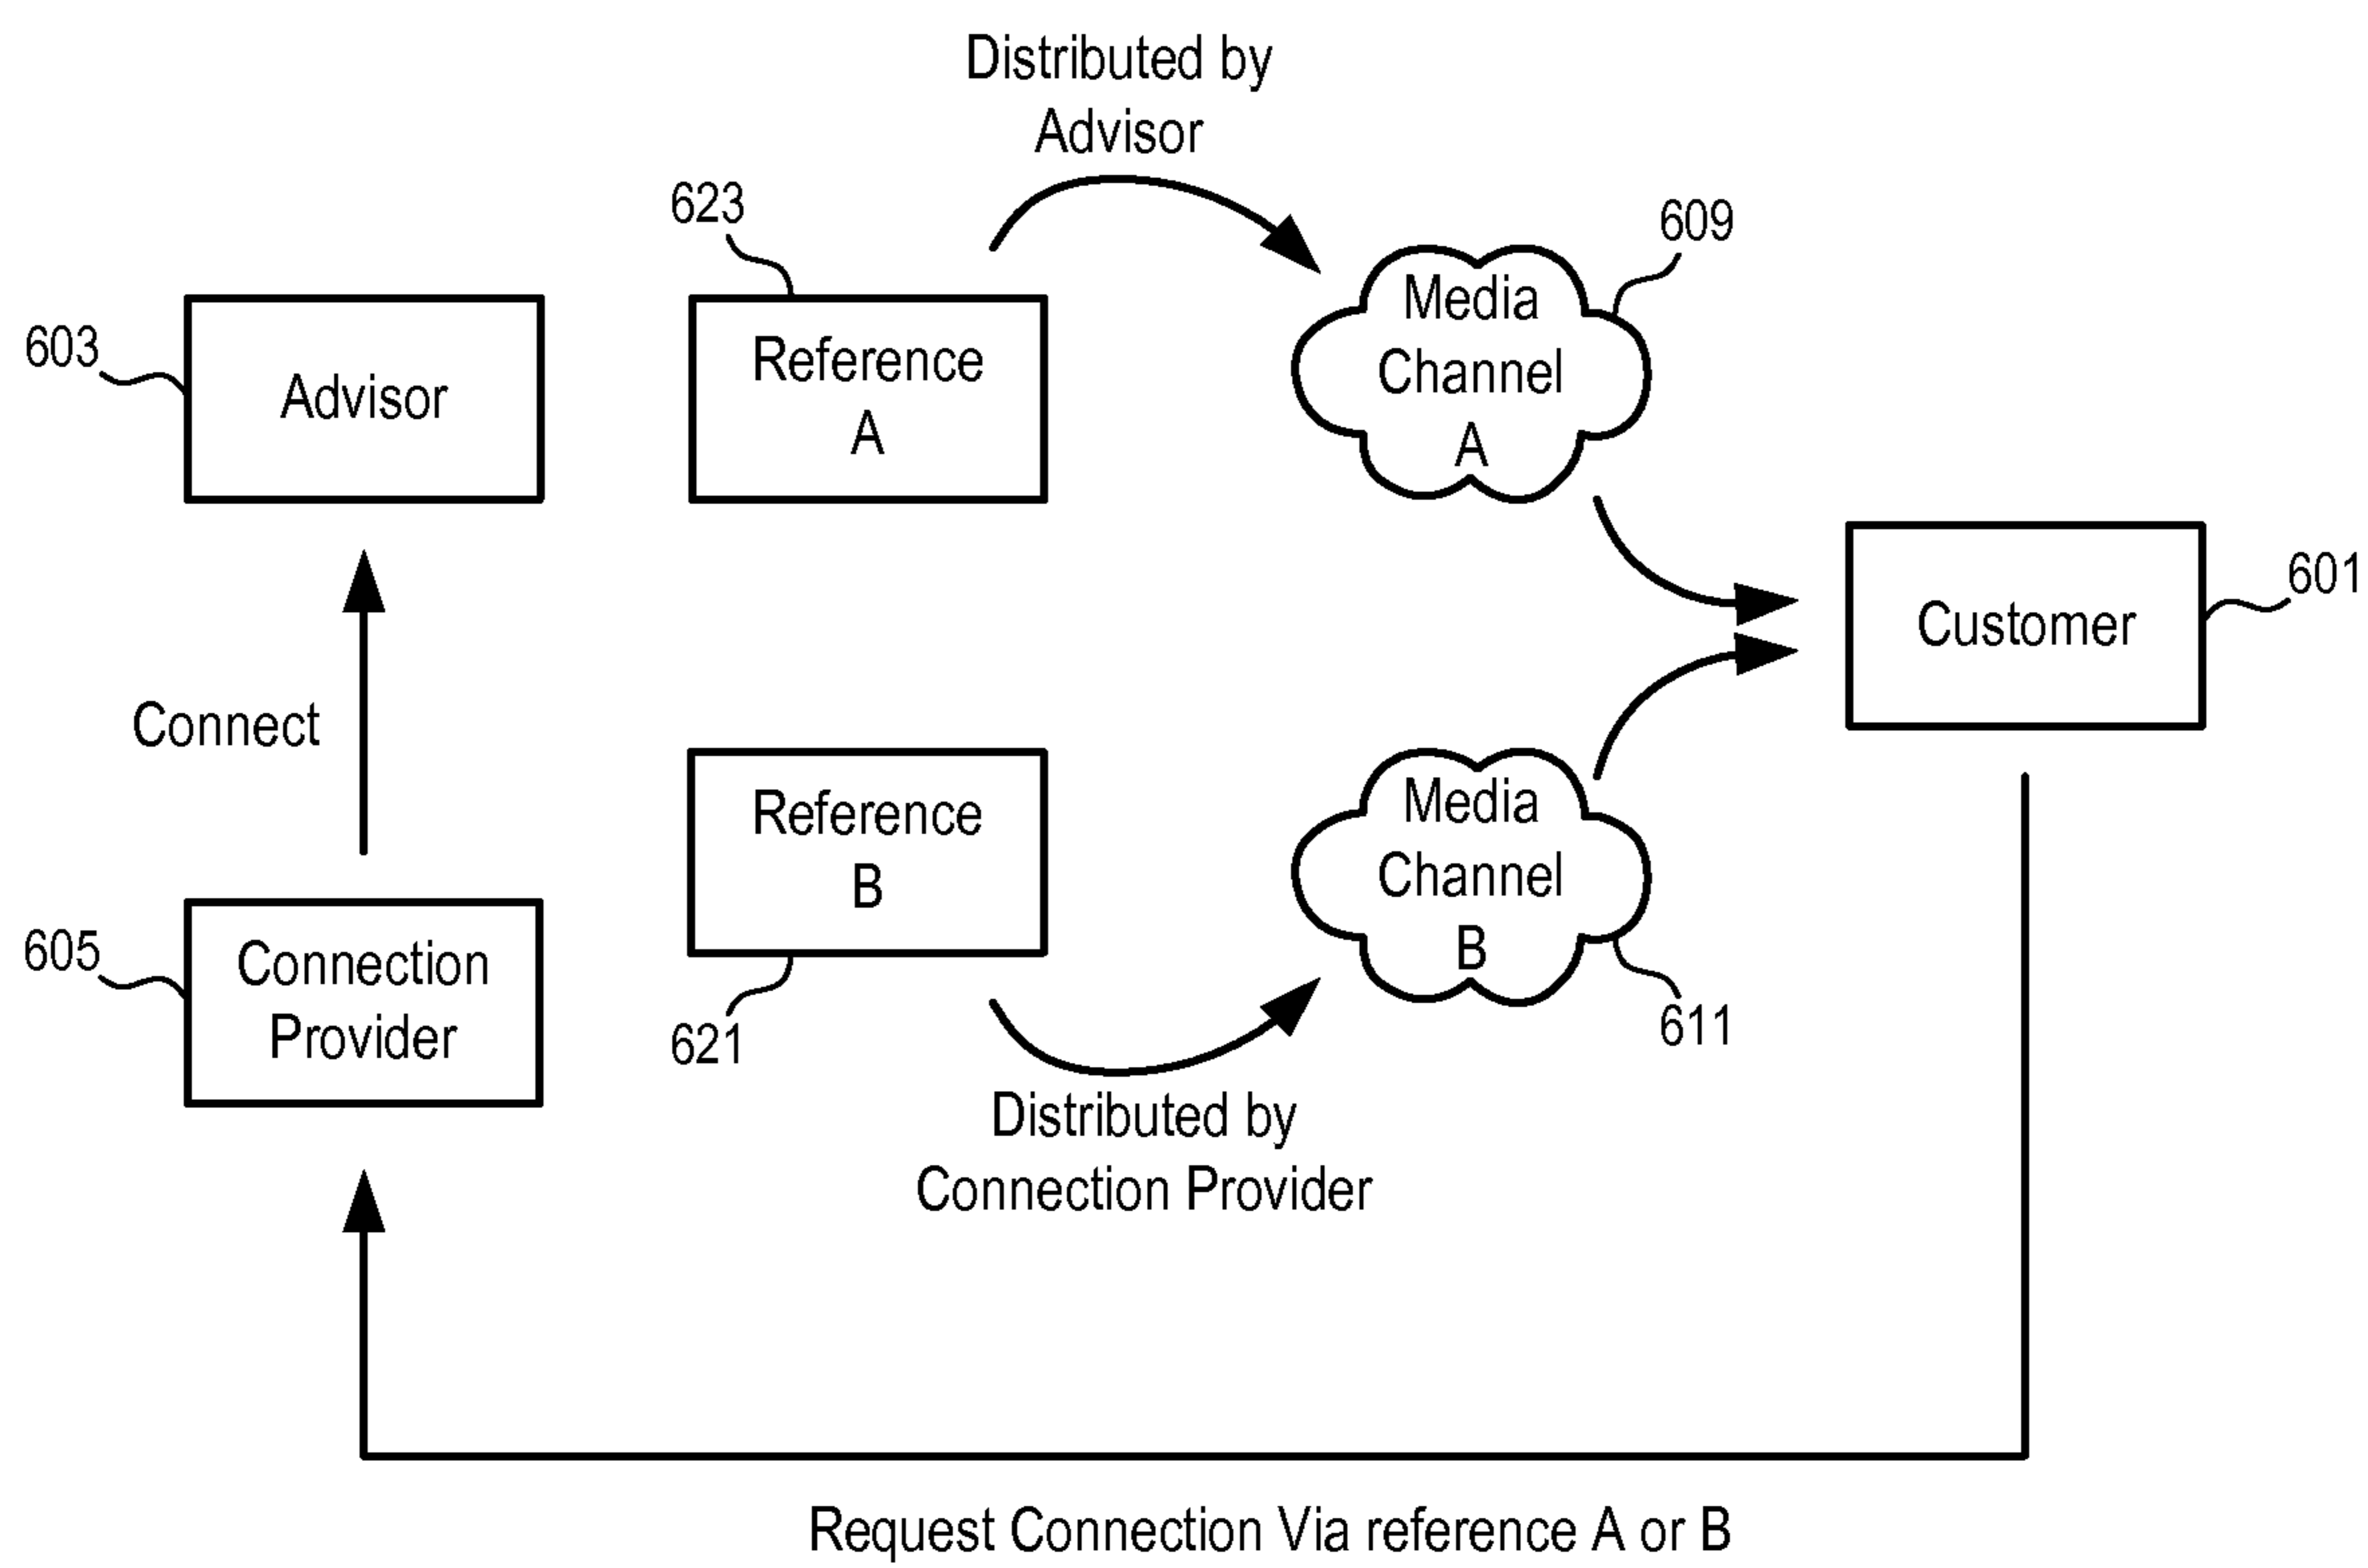 Distributed by
Advisor
623
609
603
Advisor
Reference
A
Media
Channel
A
601
Customer
Connect
Reference
B
Media
Channel
B
605
Connection
Provider
621
611
Distributed by
Connection Provider
Request Connection Via reference A or B